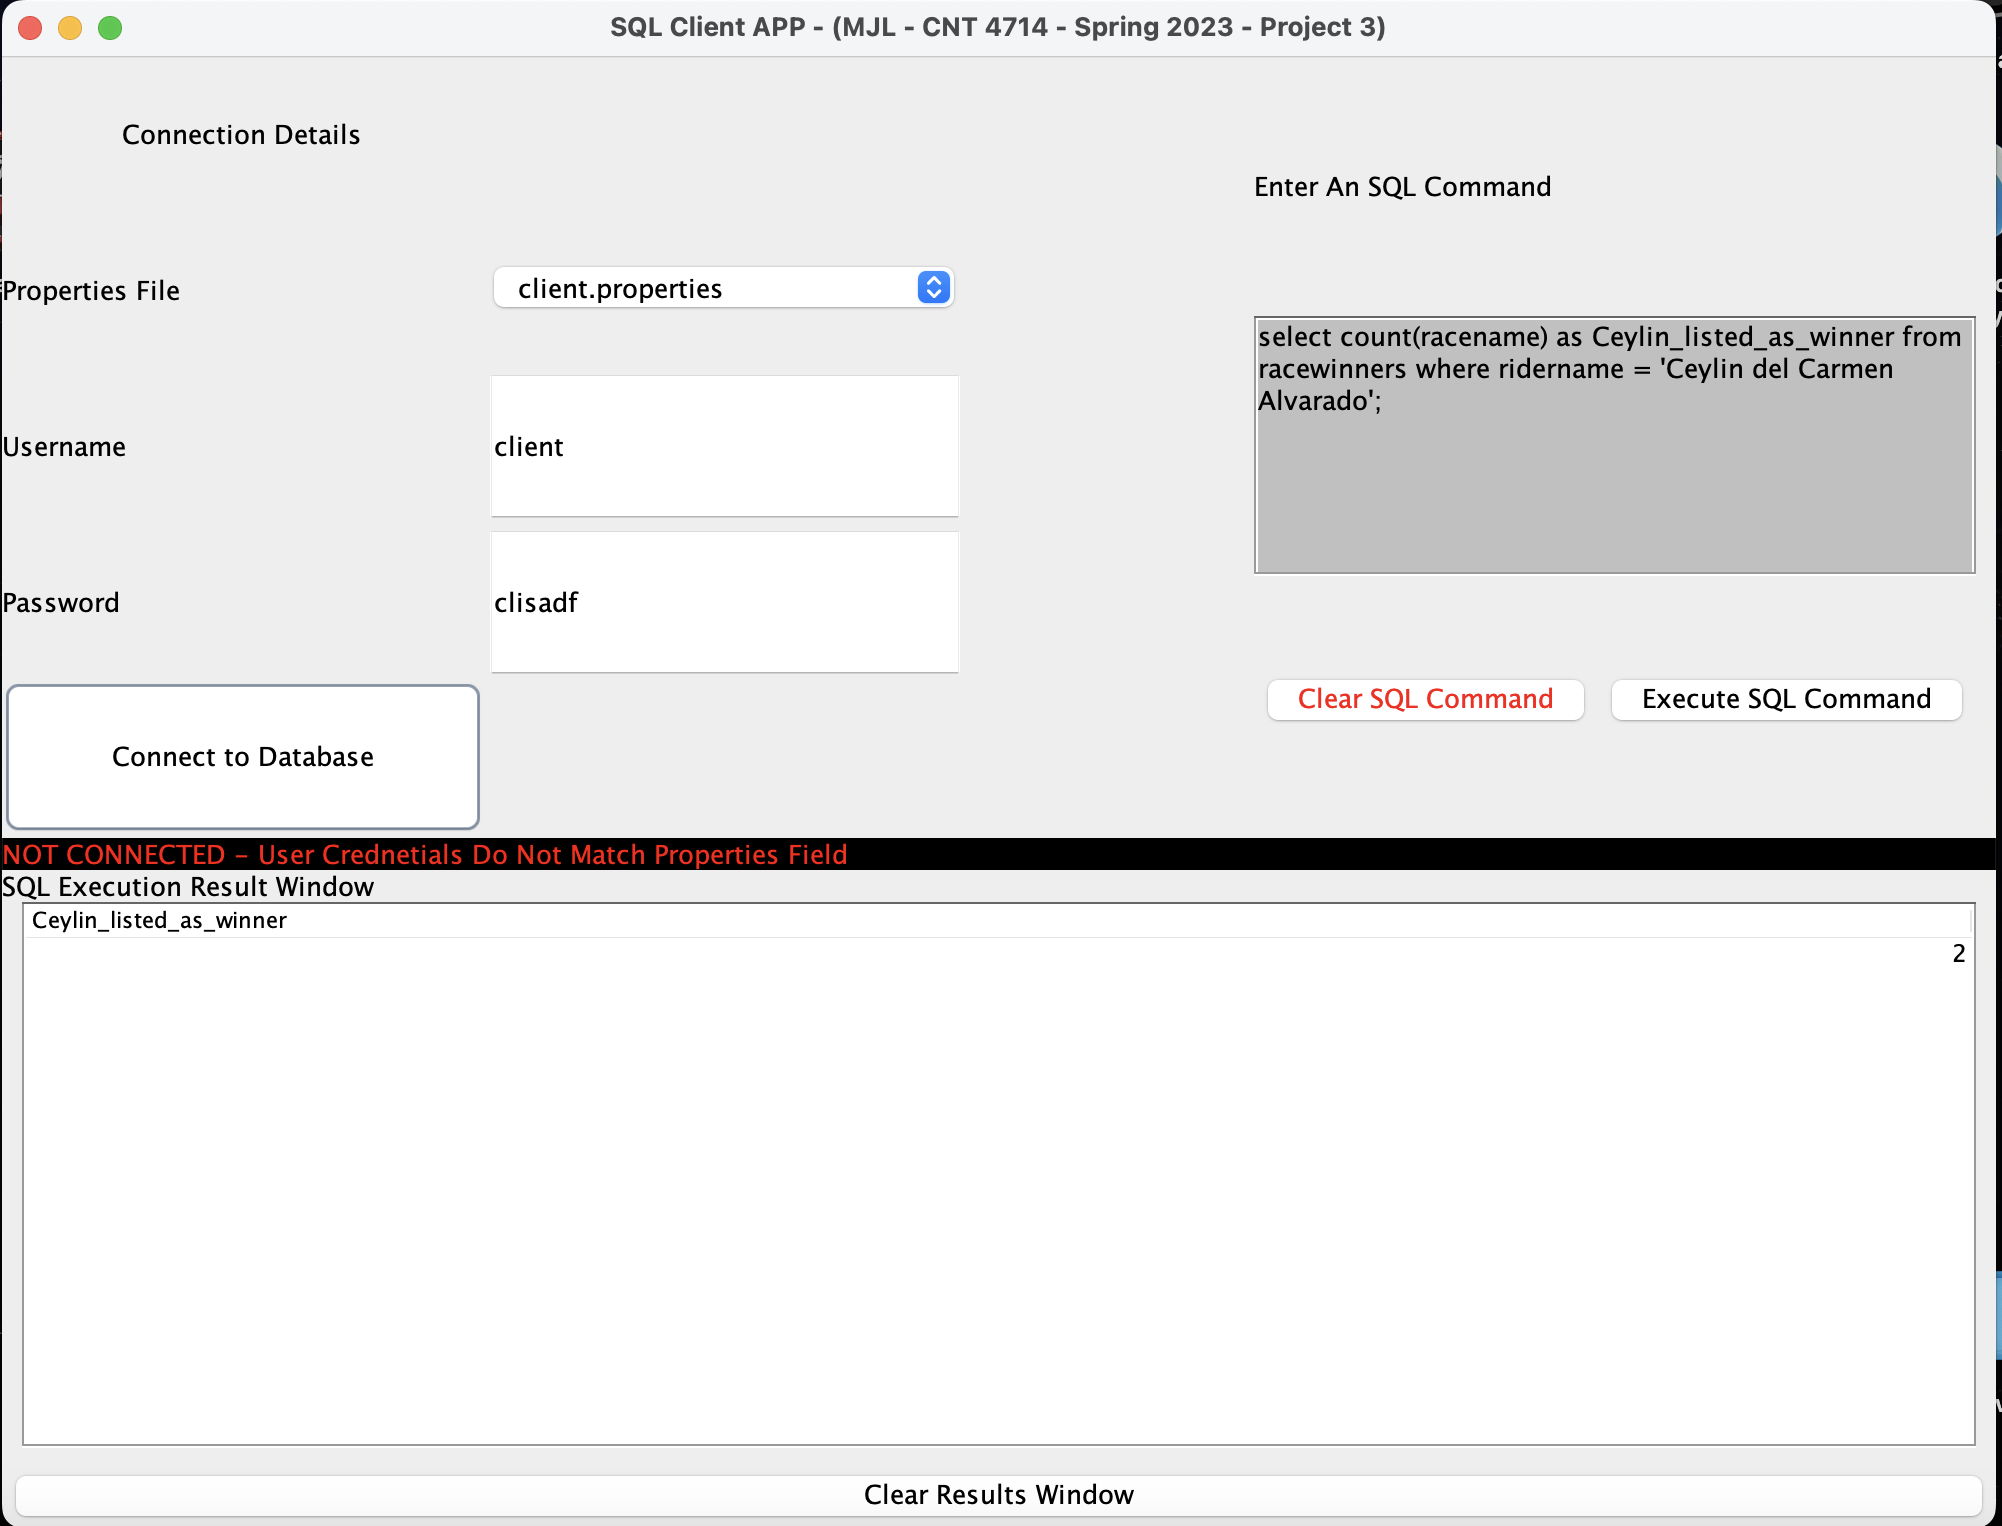 SQL Client APP - (MJL - CNT 4714 - Spring 2023 - Project 3)
Connection Details
Enter An SQL Command
Properties File
client.properties
select count(racename) as Ceylin_listed_as_winner from
racewinners where ridername = 'Ceylin del Carmen
Alvarado';
Username
client
Password
clisadf
Clear SQL Command
Execute SQL Command
Connect to Database
NOT CONNECTED - User Crednetials Do Not Match Properties Field
SQL Execution Result Window
Ceylin_listed_as_winner
2
Clear Results Window